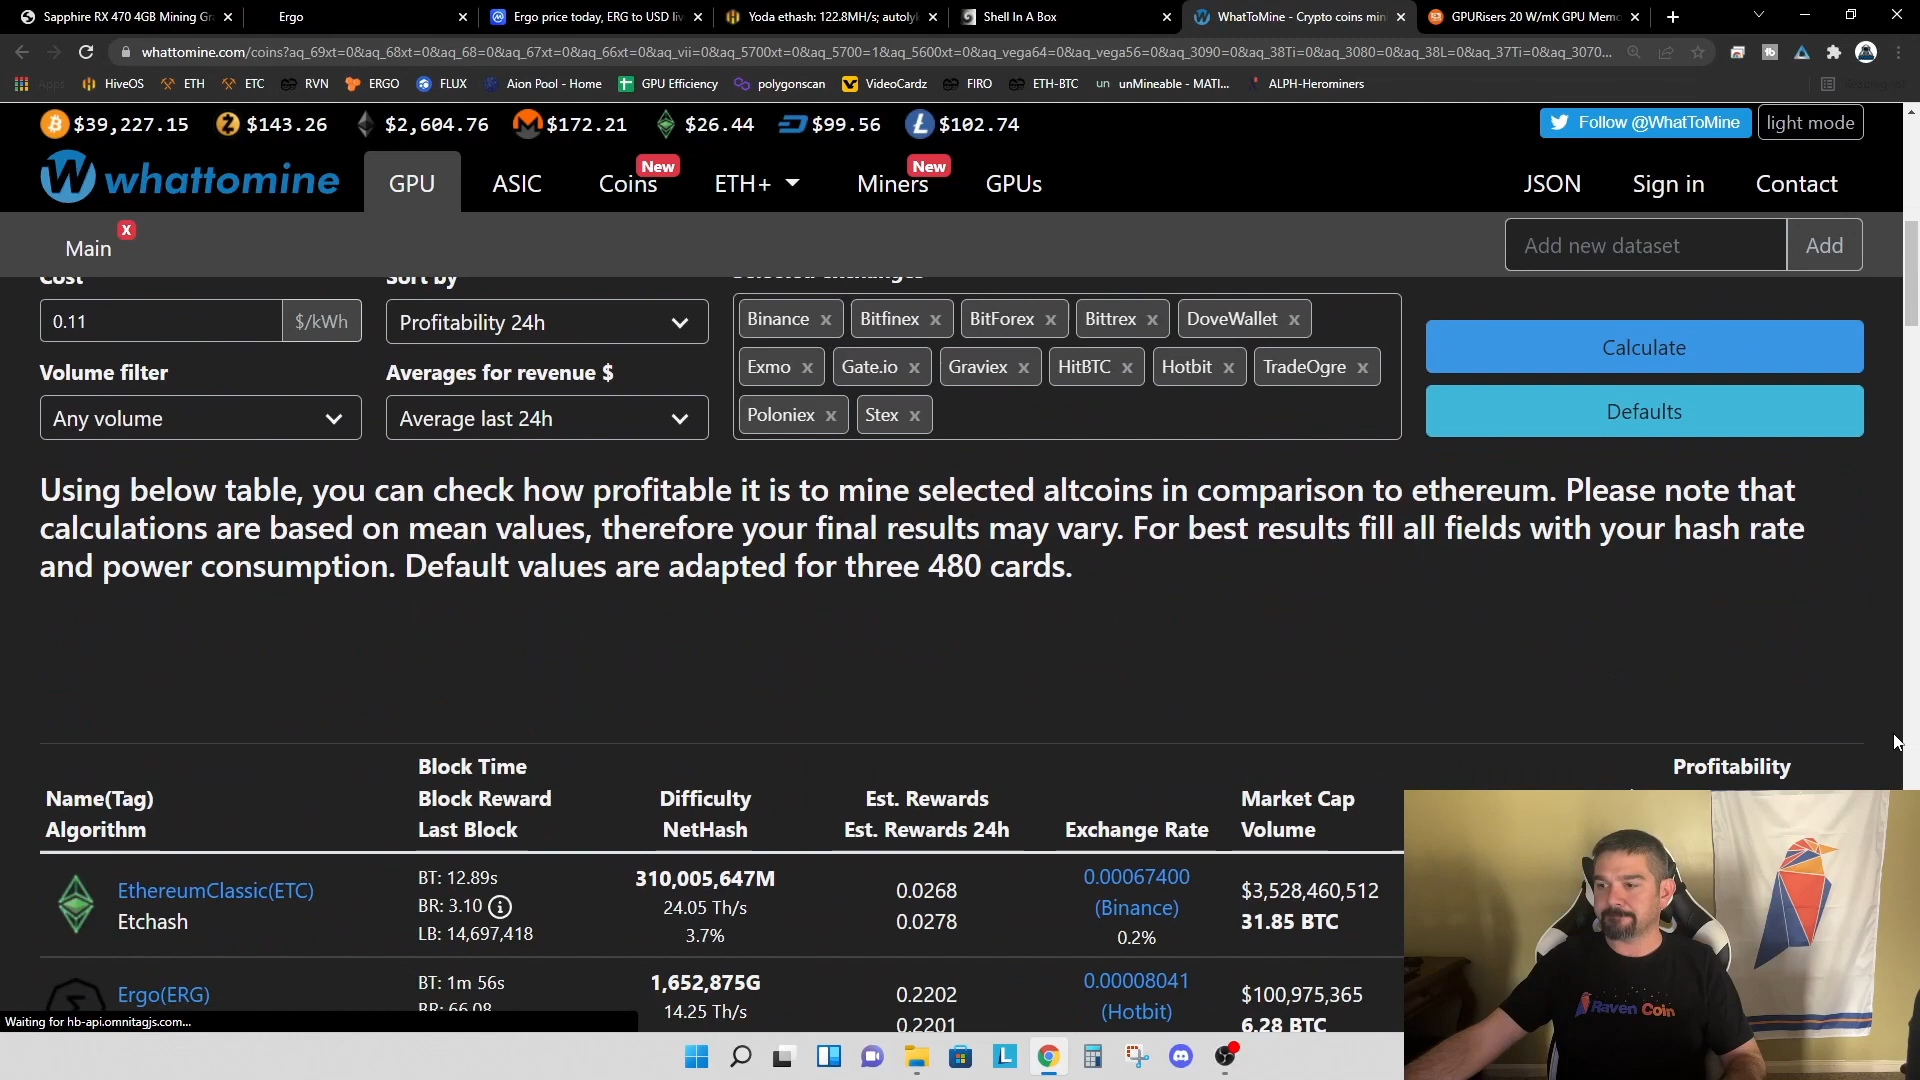 Sapphire RX 470 4GB Mining Gr
Ergo
Ergo price today, ERG to USD liv
Yoda ethash: 122.8MH/s; autolyk
Shell In A Box
WhatToMine - Crypto coins min
GPURisers 20 W/mK GPU Memo
whattomine.com/coins?aq_69xt=0&aq_68xt=0&aq_68=0&aq_67xt=0&aq_66xt=0&aq_vii=0&aq_5700xt=0&aq_5700=1&aq_5600xt=0&aq_vega64=0&aq_vega56=0&aq_3090=0&aq_38Ti=0&aq_3080=0&aq_38L=0&aq_37Ti=0&aq_3070...
Apps
HiveOS
ETH
ETC
RVN
ERGO
FLUX
Aion Pool - Home
GPU Efficiency
polygonscan
VideoCardz
FIRO
ETH-BTC
un unMineable - MATI...
ALPH-Herominers
$39,227.15 $143.26 $2,604.76 $172.21 $26.44 $99.56 $102.74
Follow @WhatToMine
light mode
whattomine
GPU
ASIC
Coins New
ETH+
Miners New
GPUs
JSON
Sign in
Contact
Main X
Add new dataset
Add
Cost
Sort by
Selected exchanges
0.11 $/kWh
Profitability 24h
Binance x Bitfinex x BitForex x Bittrex x DoveWallet x
Exmo x Gate.io x Graviex x HitBTC x Hotbit x TradeOgre x
Poloniex x Stex x
Calculate
Defaults
Volume filter
Averages for revenue $
Any volume
Average last 24h
Using below table, you can check how profitable it is to mine selected altcoins in comparison to ethereum. Please note that
calculations are based on mean values, therefore your final results may vary. For best results fill all fields with your hash rate
and power consumption. Default values are adapted for three 480 cards.
Name(Tag)
Algorithm
Block Time
Block Reward
Last Block
Difficulty
NetHash
Est. Rewards
Est. Rewards 24h
Exchange Rate
Market Cap
Volume
Profitability
EthereumClassic(ETC)
Etchash
BT: 12.89s
BR: 3.10
LB: 14,697,418
310,005,647M
24.05 Th/s
3.7%
0.0268
0.0278
0.00067400
(Binance)
0.2%
$3,528,460,512
31.85 BTC
Ergo(ERG)
BT: 1m 56s
BR: 66.08
1,652,875G
14.25 Th/s
0.2202
0.2201
0.00008041
(Hotbit)
$100,975,365
6.28 BTC
Waiting for hb-api.omnitagjs.com...
Raven Coin